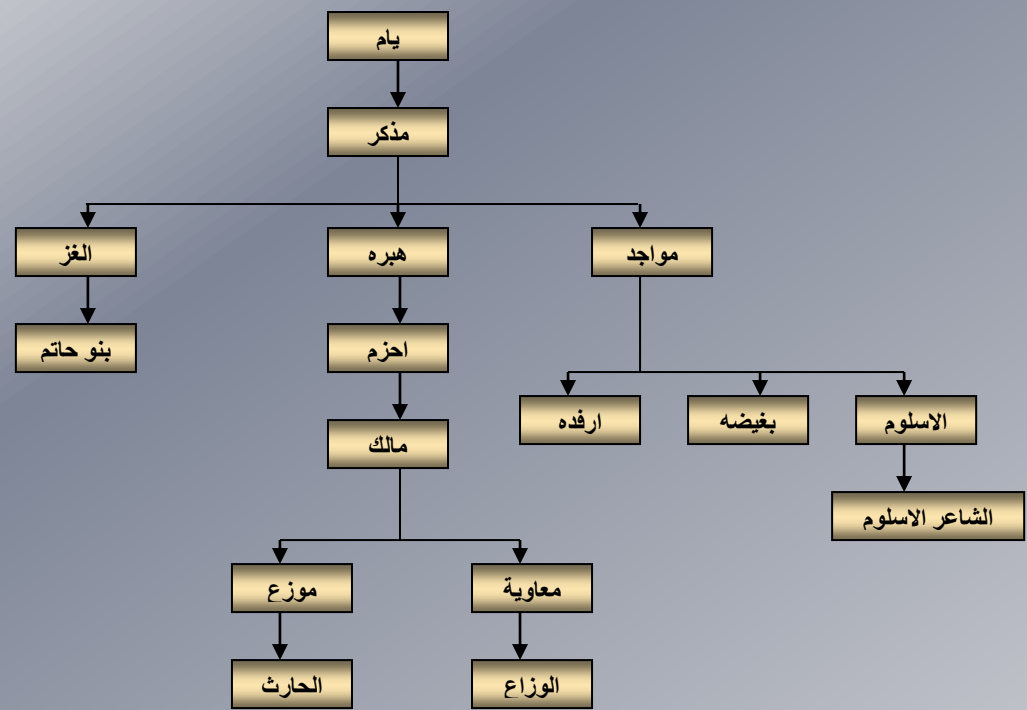 يام
مذكر
مواجد
هبره
الغز
احزم
بنو حاتم
الاسلوم
بغيضه
ارفده
مالك
الشاعر الاسلوم
معاوية
موزع
الوزاع
الحارث